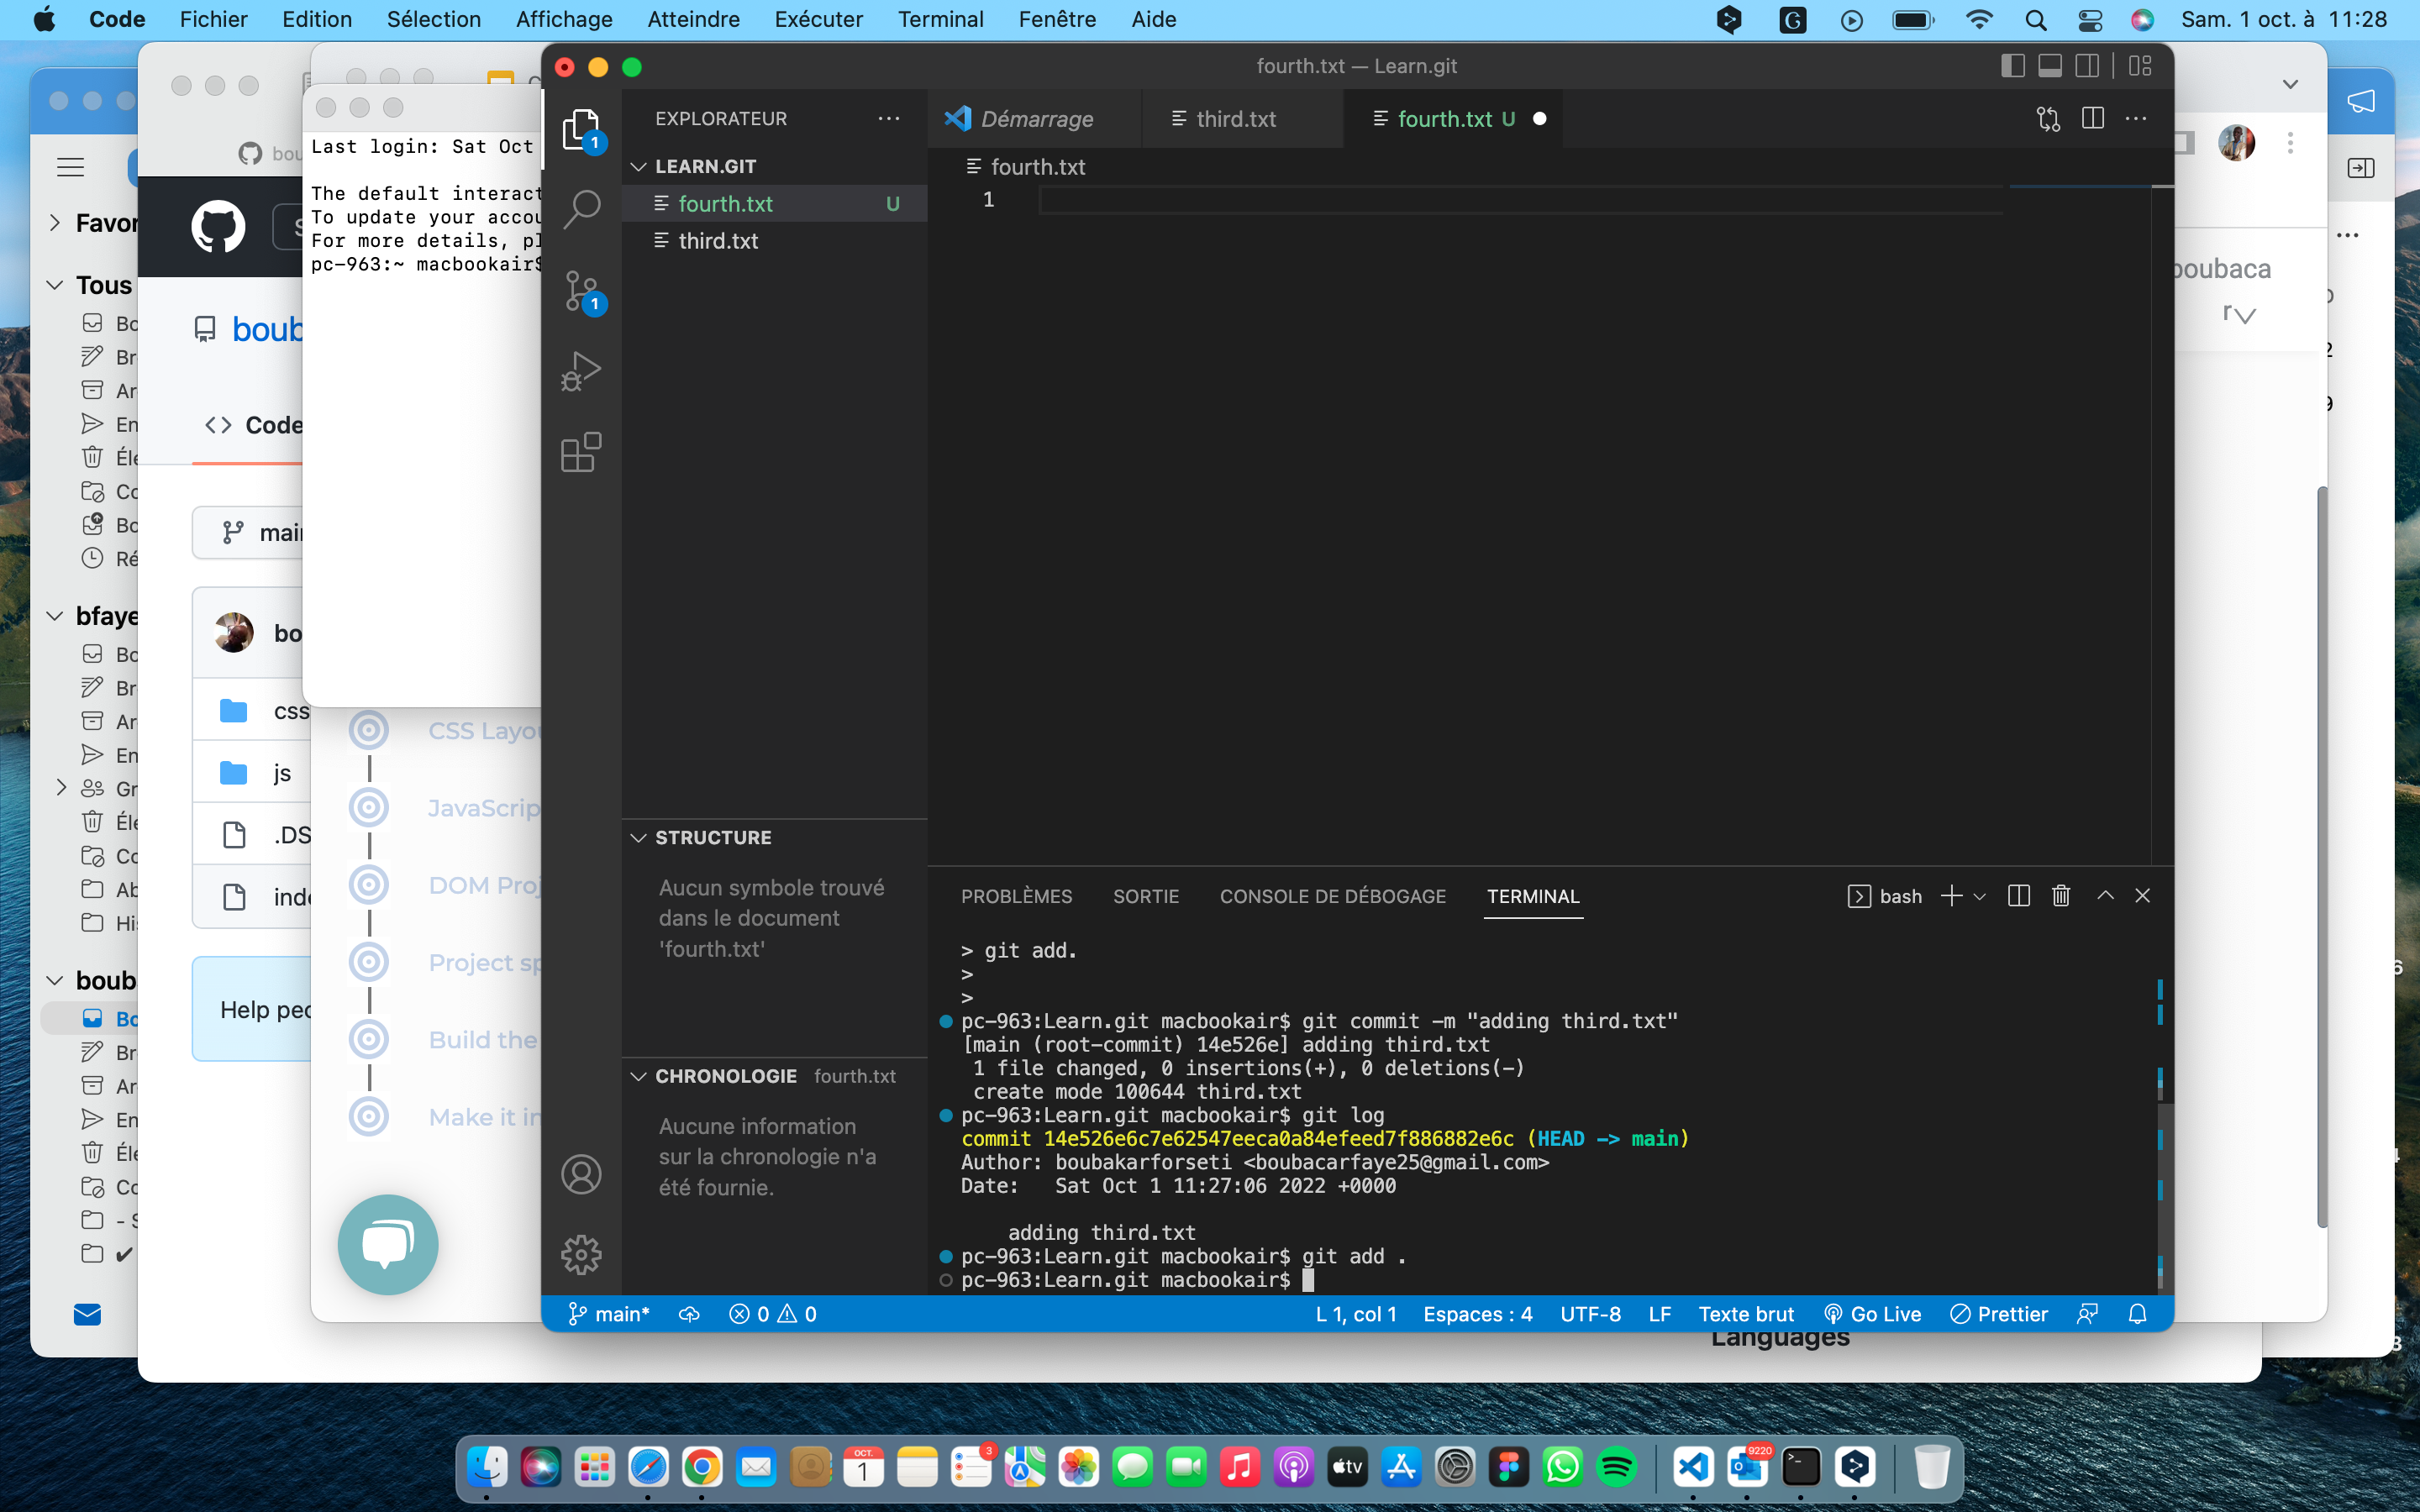 Code Fichier Edition Sélection Affichage Atteindre Exécuter Terminal Fenêtre Aide
Sam. 1 oct. à 11:28
Favor
Tous
Bo
Br
Ar
En
Éle
Co
Bo
Ré
bfaye
Bo
Br
Ar
En
Gr
Éle
Co
Ab
His
boub
Bo
Br
Ar
En
Éle
Co
- S
bou
S
boub
Code
main
bo
css
js
.DS
inde
Help peo
Languages
Last login: Sat Oct
The default interact
To update your accou
For more details, pl
pc-963:~ macbookair$
CSS Layou
JavaScrip
DOM Proj
Project sp
Build the
Make it in
boubaca
r
fourth.txt — Learn.git
EXPLORATEUR
LEARN.GIT
fourth.txt U
third.txt
1
1
Démarrage
third.txt
fourth.txt U
fourth.txt
1
STRUCTURE
Aucun symbole trouvé
dans le document
'fourth.txt'
CHRONOLOGIE fourth.txt
Aucune information
sur la chronologie n'a
été fournie.
PROBLÈMES SORTIE CONSOLE DE DÉBOGAGE TERMINAL
bash
> git add.
>
>
pc-963:Learn.git macbookair$ git commit -m "adding third.txt"
[main (root-commit) 14e526e] adding third.txt
1 file changed, 0 insertions(+), 0 deletions(-)
create mode 100644 third.txt
pc-963:Learn.git macbookair$ git log
commit 14e526e6c7e62547eeca0a84efeed7f886882e6c (HEAD -> main)
Author: boubakarforseti <boubacarfaye25@gmail.com>
Date: Sat Oct 1 11:27:06 2022 +0000
adding third.txt
pc-963:Learn.git macbookair$ git add .
pc-963:Learn.git macbookair$
main* 0 0
L 1, col 1 Espaces : 4 UTF-8 LF Texte brut Go Live Prettier
OCT.
1
3
tv
9220